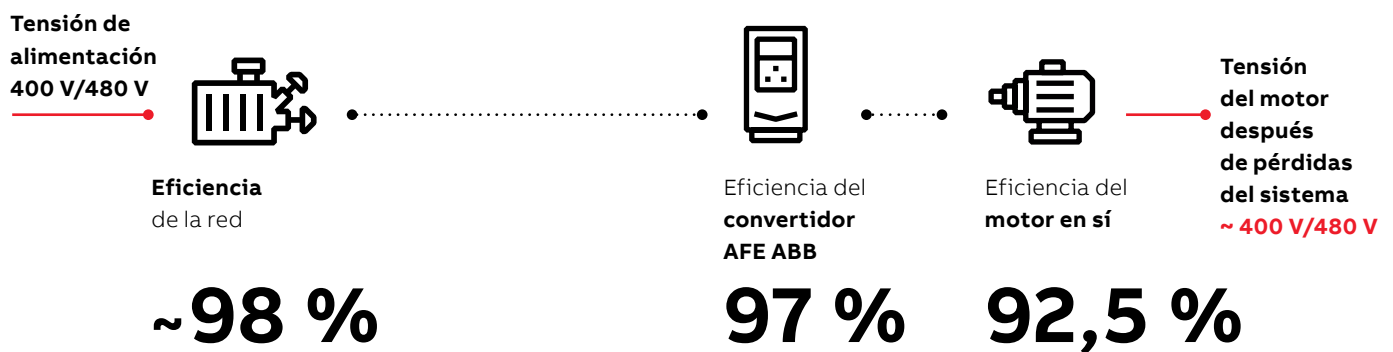 Tensión de
alimentación
400 V/480 V
Eficiencia
de la red
~98 %
Eficiencia del
convertidor
AFE ABB
97 %
Eficiencia del
motor en sí
92,5 %
Tensión
del motor
después
de pérdidas
del sistema
~ 400 V/480 V